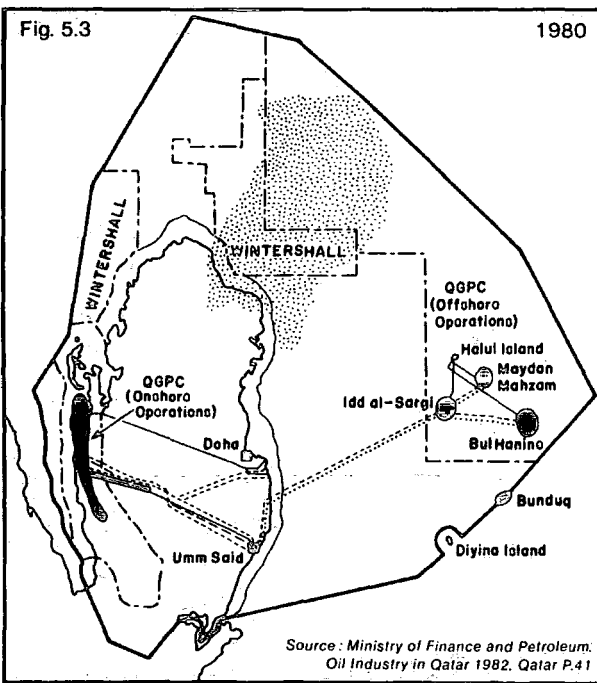 Fig. 5.3
1980
WINTERSHALL
WINTERSHALL
QGPC
(Offshore
Operations)
Halul Island
Maydan
Mahzam
Idd al-Sargi
Bul Hanine
QGPC
(Onshore
Operations)
Doha
Bunduq
Diyina Island
Umm Said
Source: Ministry of Finance and Petroleum.
Oil Industry in Qatar 1982, Qatar P.41